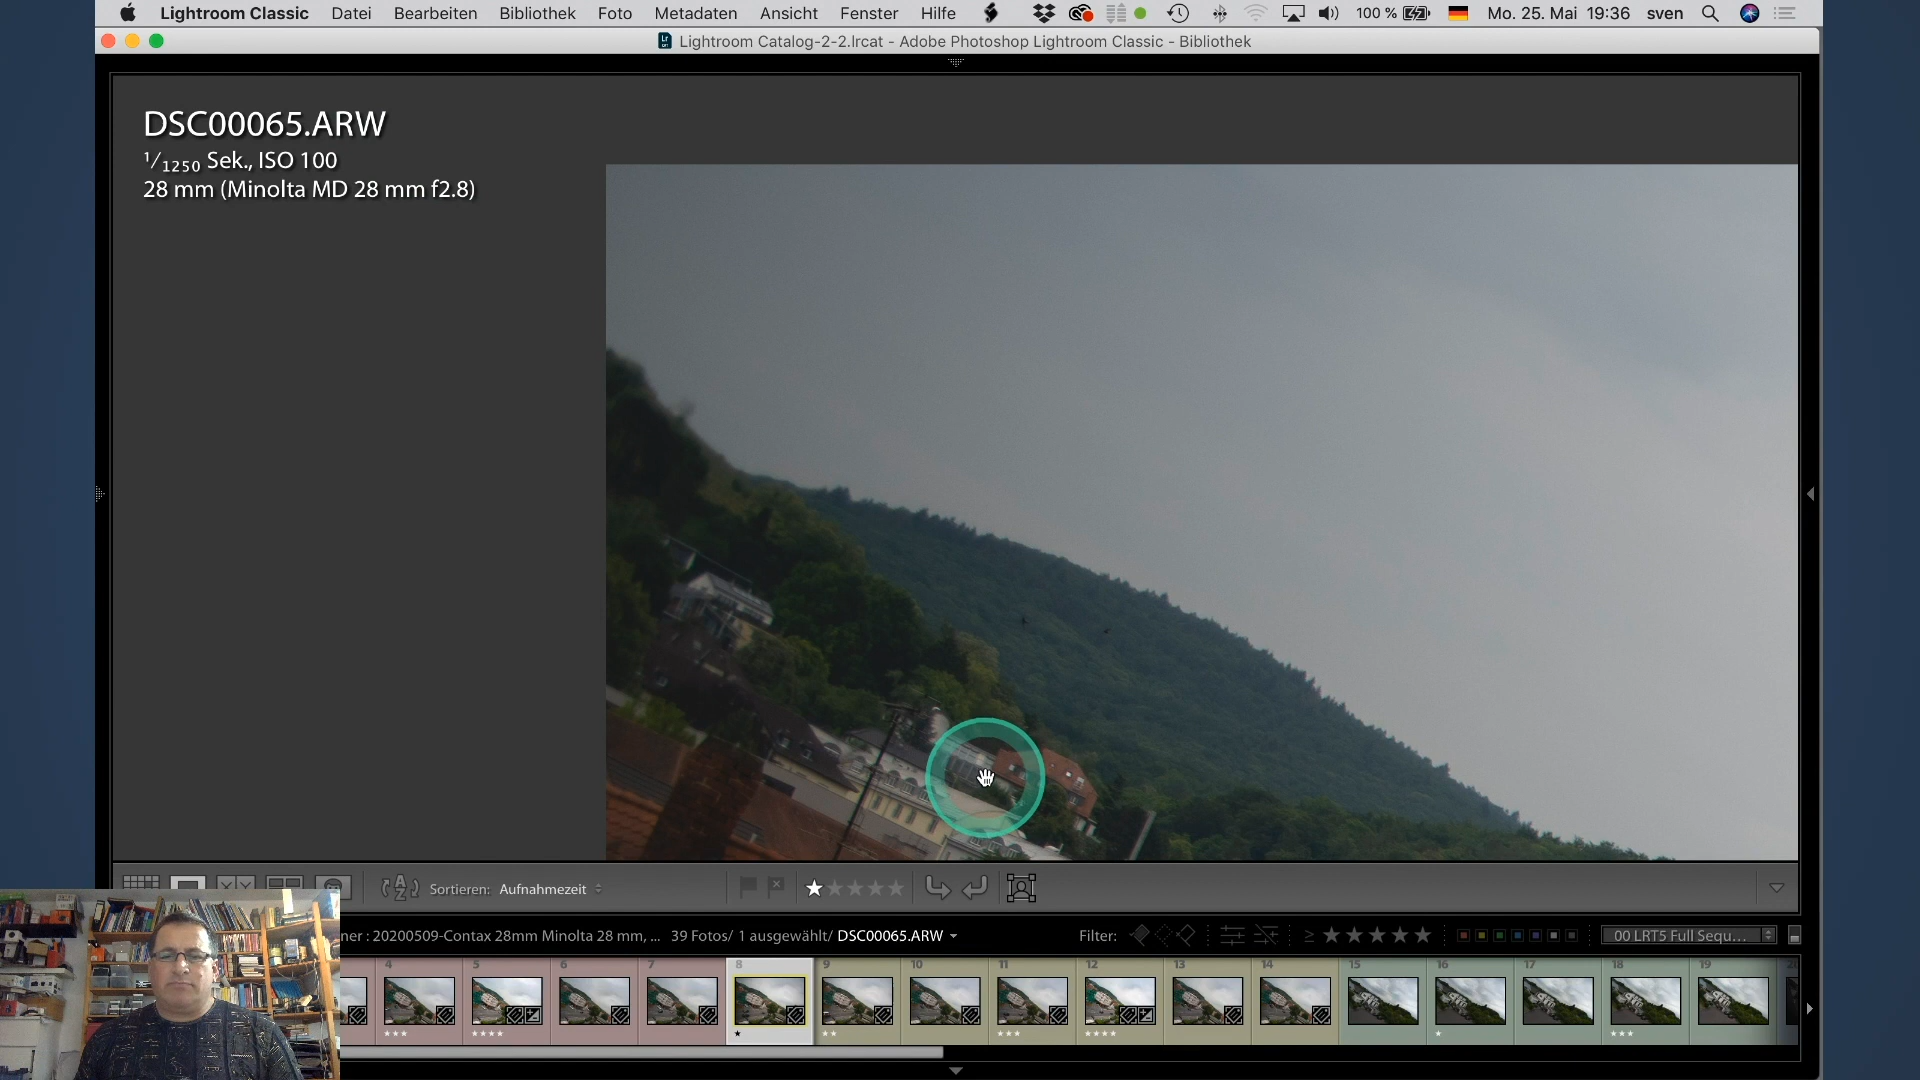 Lightroom Classic Datei Bearbeiten Bibliothek Foto Metadaten Ansicht Fenster Hilfe 100 % Mo. 25. Mai 19:36 sven
Lightroom Catalog-2-2.lrcat - Adobe Photoshop Lightroom Classic - Bibliothek
DSC00065.ARW
1/1250 Sek., ISO 100
28 mm (Minolta MD 28 mm f2.8)
Sortieren: Aufnahmezeit
ner : 20200509-Contax 28mm Minolta 28 mm, ... 39 Fotos/ 1 ausgewählt/ DSC00065.ARW Filter: ≥ 00 LRT5 Full Sequ...
4 5 6 7 8 9 10 11 12 13 14 15 16 17 18 19